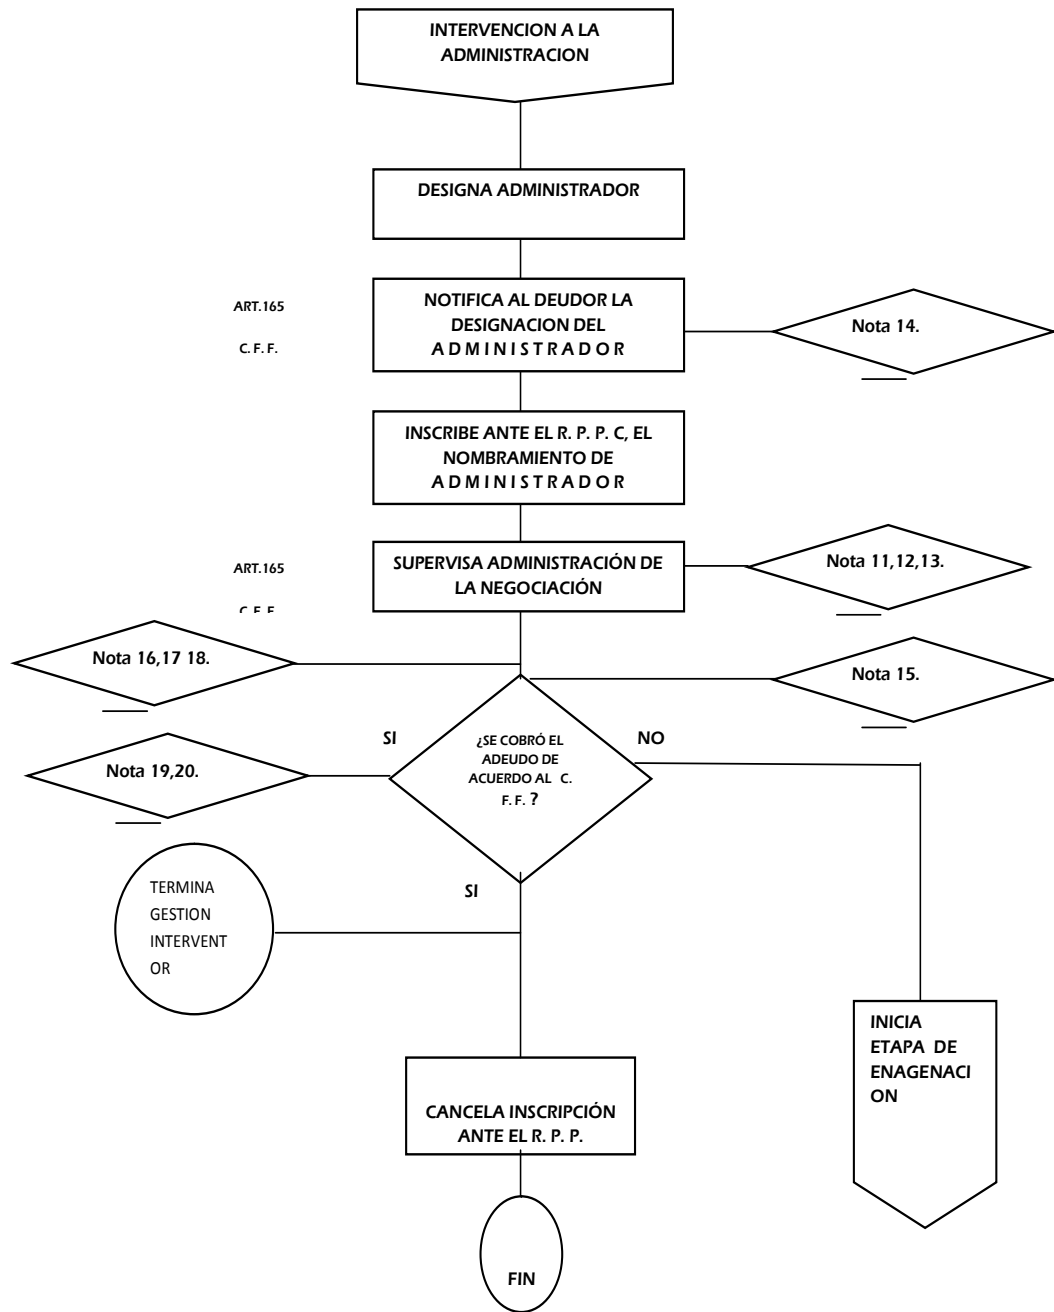 INTERVENCION A LA
ADMINISTRACION
DESIGNA ADMINISTRADOR
ART.165
C. F. F.
NOTIFICA AL DEUDOR LA
DESIGNACION DEL
A D M I N I S T R A D O R
Nota 14.
INSCRIBE ANTE EL R. P. P. C, EL
NOMBRAMIENTO DE
A D M I N I S T R A D O R
ART.165
C. F. F.
SUPERVISA ADMINISTRACIÓN DE
LA NEGOCIACIÓN
Nota 11,12,13.
Nota 16,17 18.
Nota 15.
SI
¿SE COBRÓ EL
ADEUDO DE
ACUERDO AL C.
F. F. ?
NO
Nota 19,20.
SI
TERMINA
GESTION
INTERVENT
OR
INICIA
ETAPA DE
ENAGENACI
ON
CANCELA INSCRIPCIÓN
ANTE EL R. P. P.
FIN